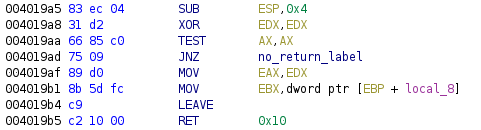 004019a5 83 ec 04 SUB ESP,0x4
004019a8 31 d2 XOR EDX,EDX
004019aa 66 85 c0 TEST AX,AX
004019ad 75 09 JNZ no_return_label
004019af 89 d0 MOV EAX,EDX
004019b1 8b 5d fc MOV EBX,dword ptr [EBP + local_8]
004019b4 c9 LEAVE
004019b5 c2 10 00 RET 0x10